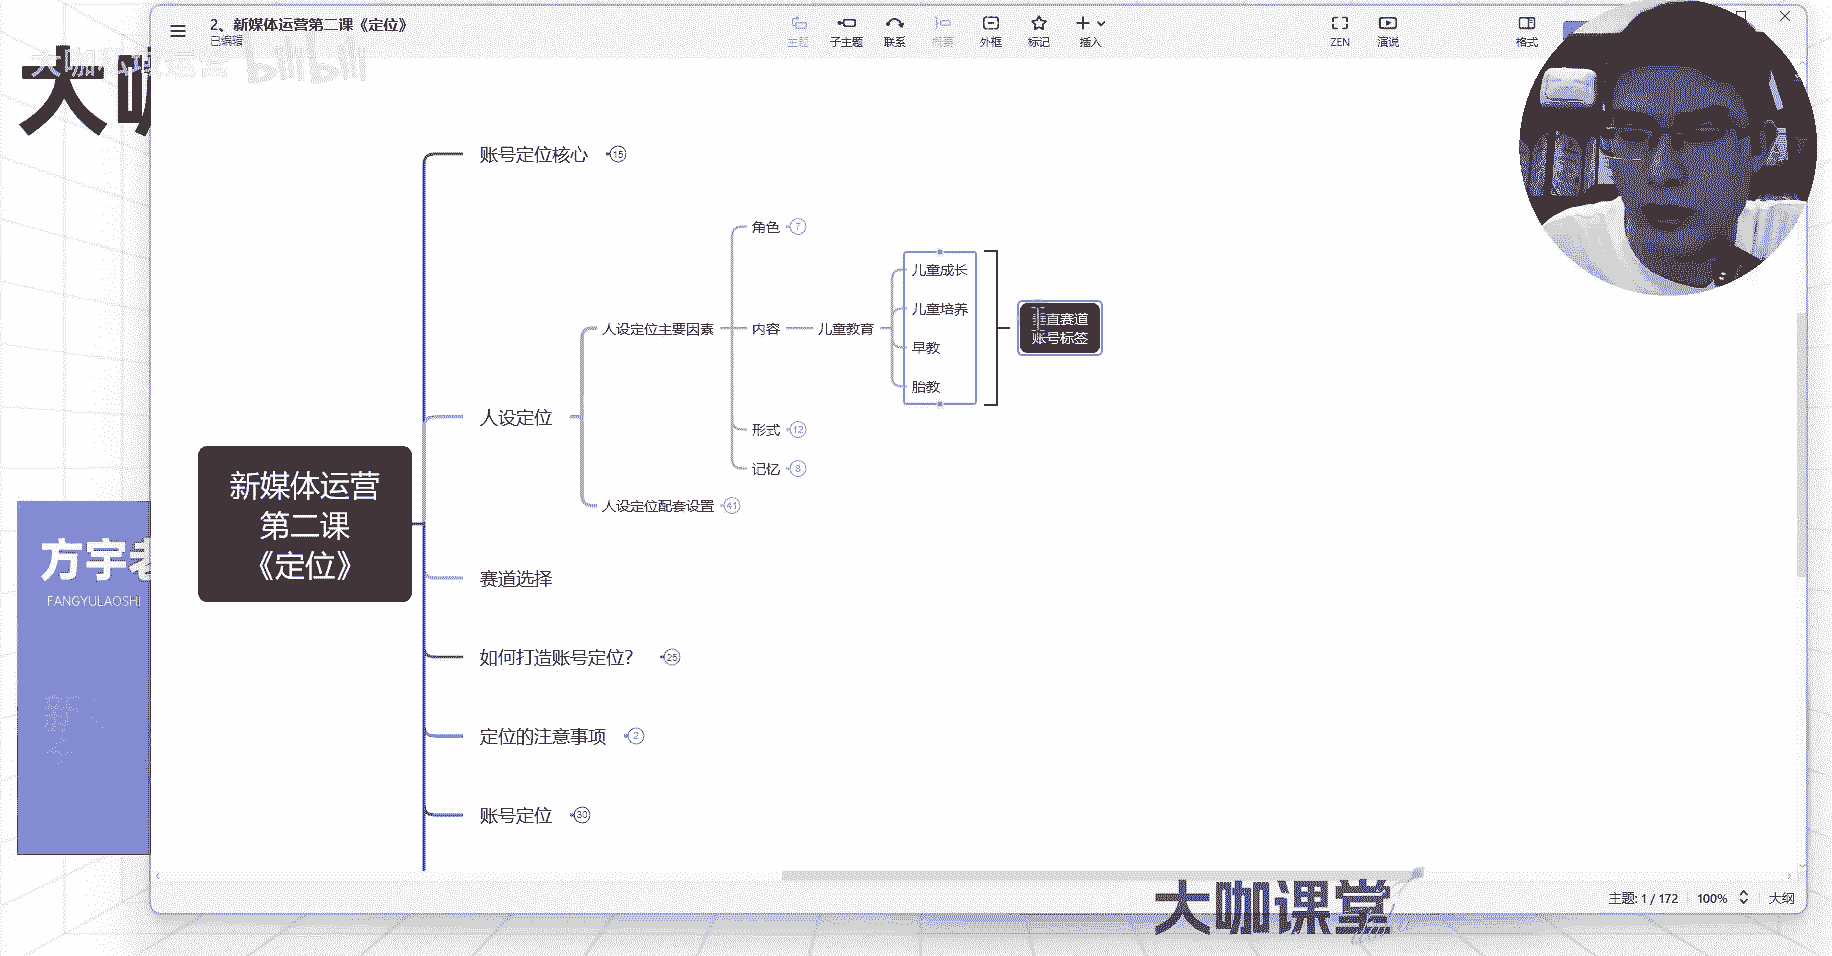 2、新媒体运营第二课《定位》
已编辑
主题
子主题
联系
概要
外框
标记
插入
ZEN
演说
格式
大咖
bilibili
账号定位核心 15
角色 7
儿童成长
儿童培养
早教
胎教
人设定位主要因素
内容
儿童教育
垂直赛道
账号标签
人设定位
形式 12
记忆 8
人设定位配套设置 41
新媒体运营
第二课
《定位》
赛道选择
如何打造账号定位？ 25
定位的注意事项 2
账号定位 30
方宇老
FANGYULAOSHI
主题: 1 / 172
100%
大纲
大咖课堂